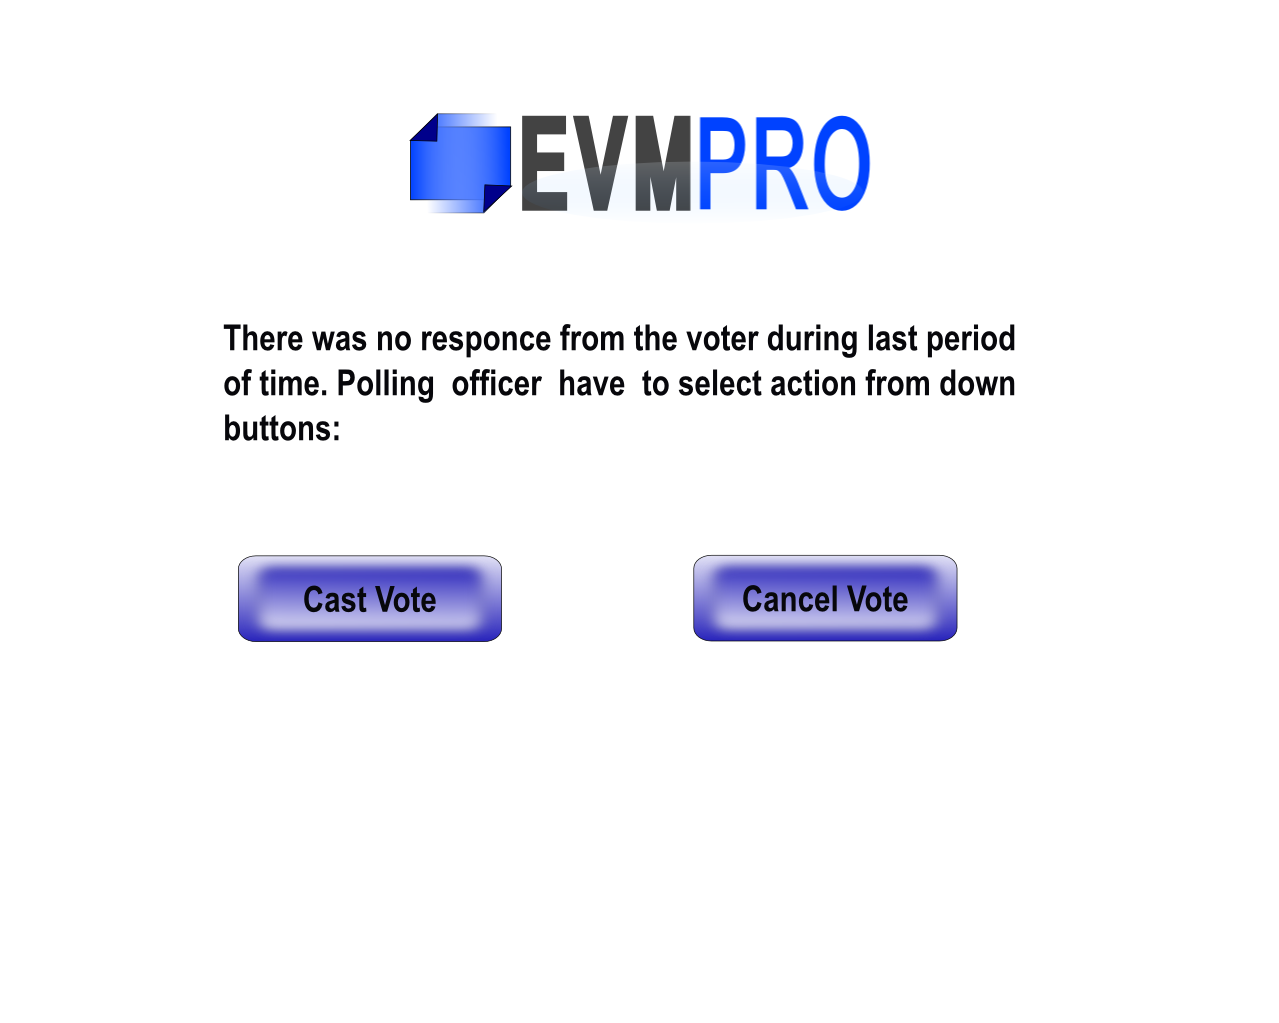 EVMPRO
There was no responce from the voter during last period
of time. Polling officer have to select action from down
buttons:
Cast Vote
Cancel Vote